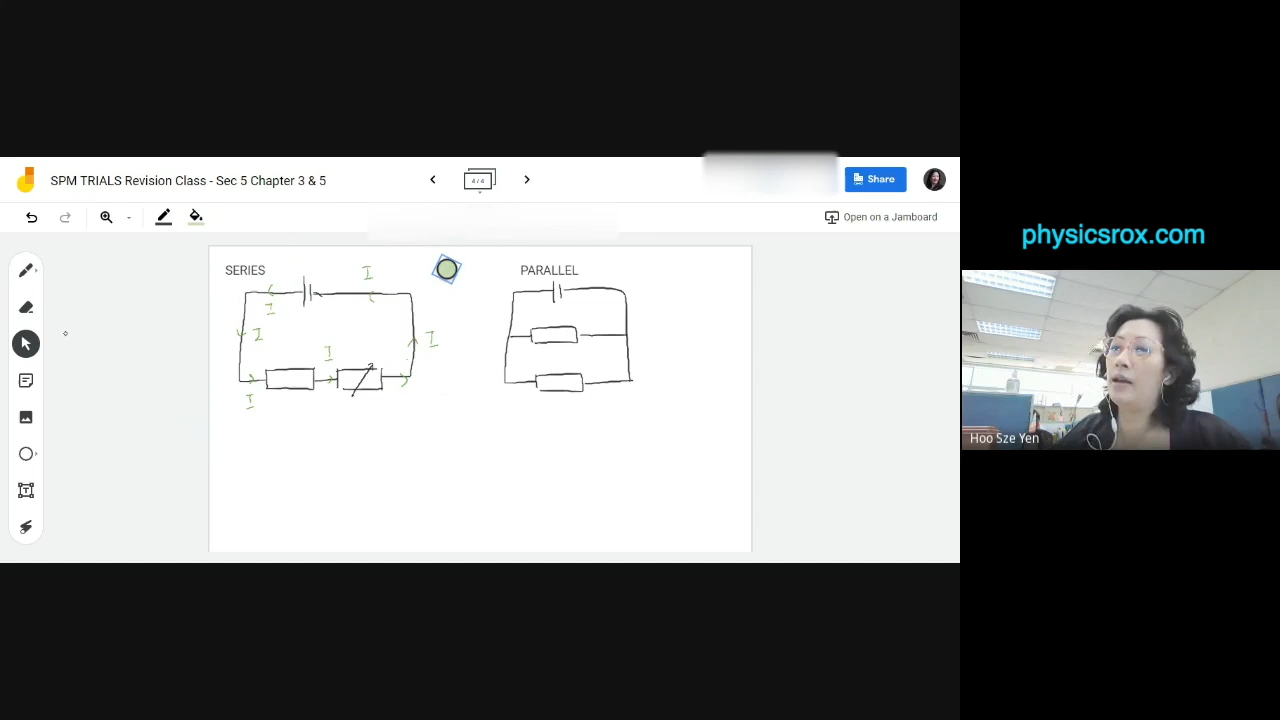 SPM TRIALS Revision Class - Sec 5 Chapter 3 & 5
4 / 4
Share
Open on a Jamboard
physicsrox.com
SERIES
I
PARALLEL
I
I
I
I
I
Hoo Sze Yen